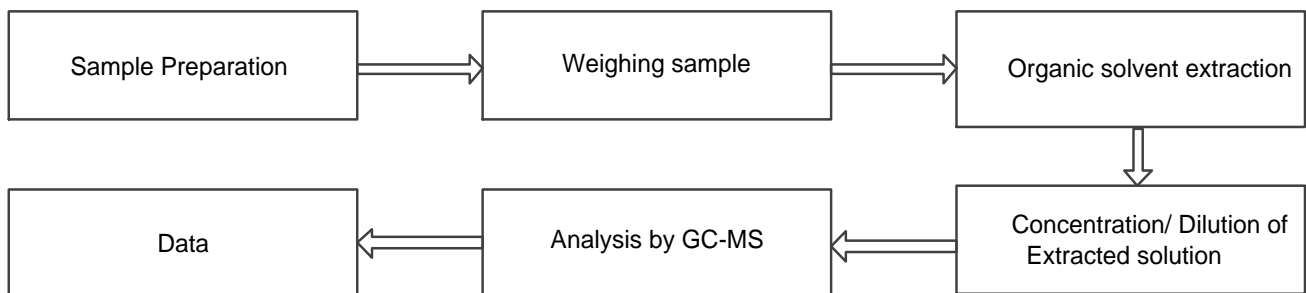 Sample Preparation
Weighing sample
Organic solvent extraction
Concentration/ Dilution of
Extracted solution
Analysis by GC-MS
Data